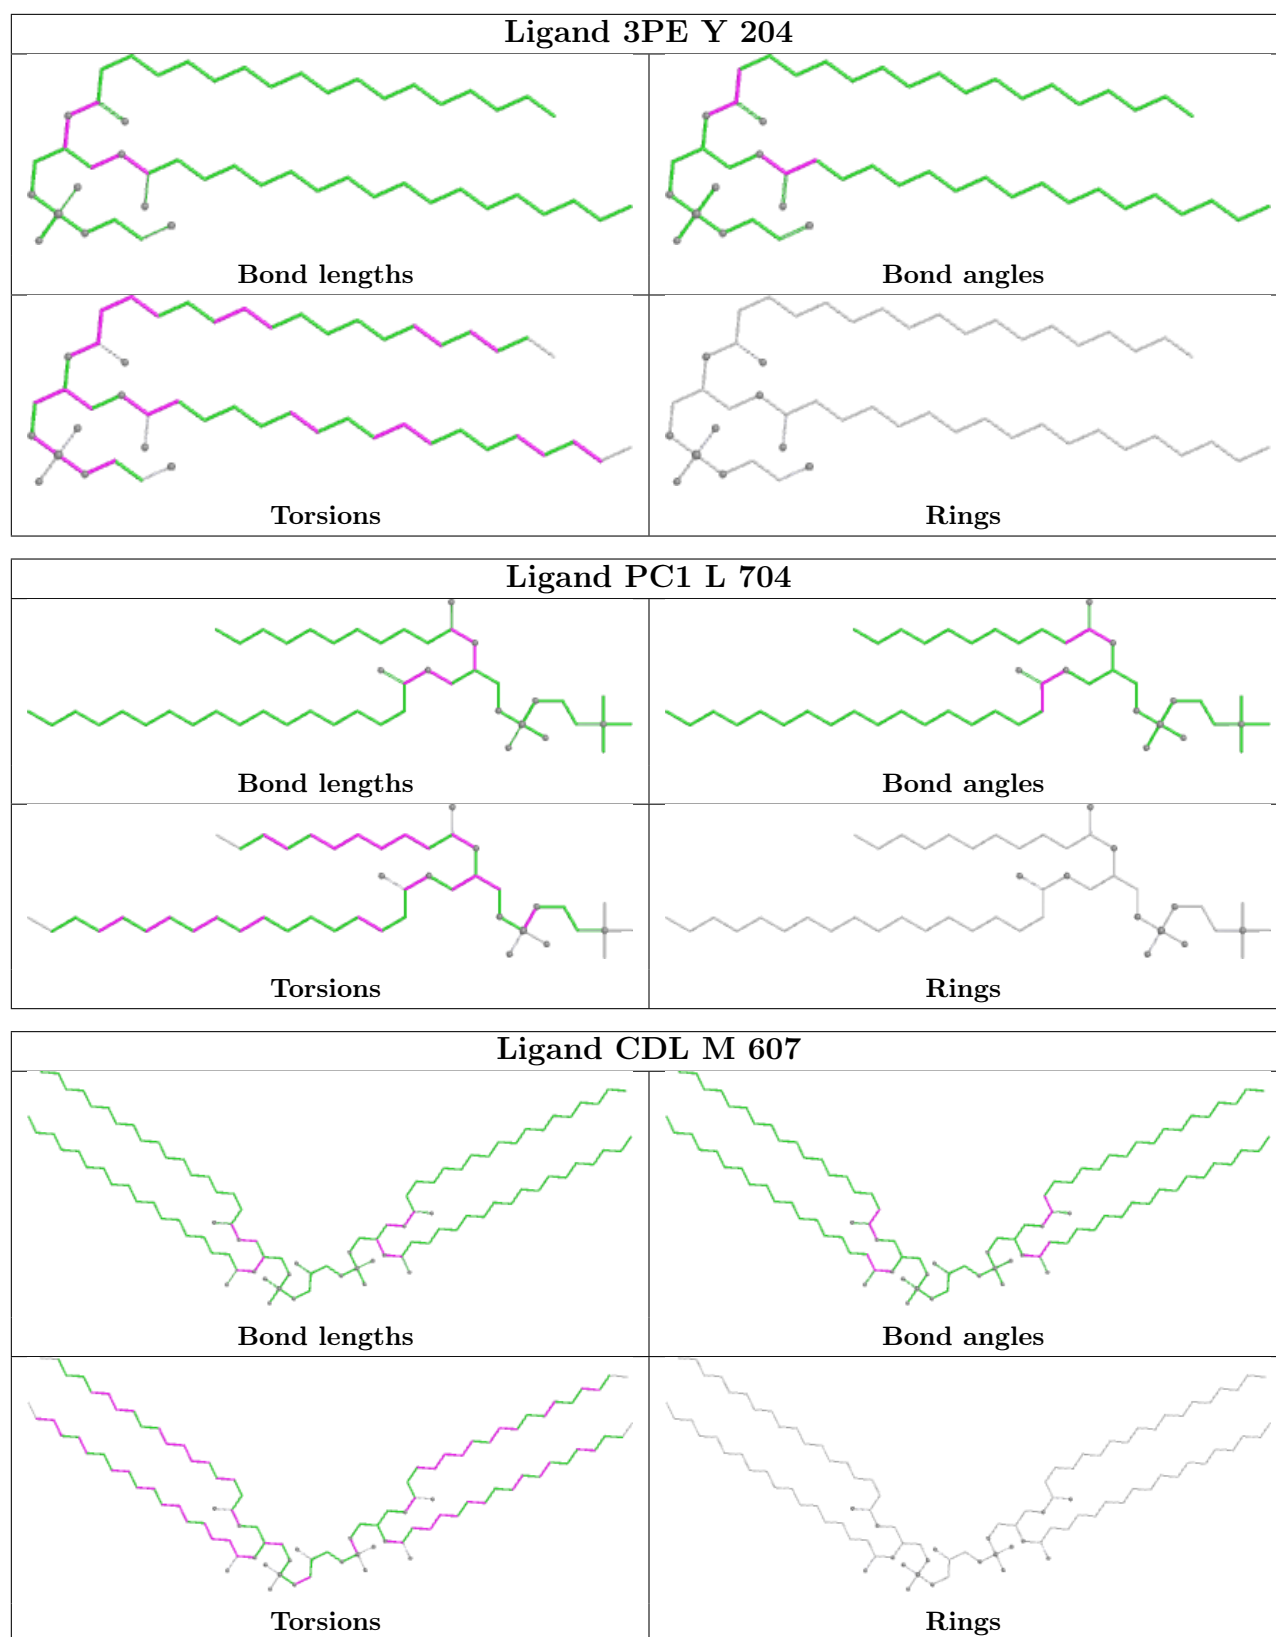 Ligand 3PE Y 204
Bond lengths
Bond angles
Torsions
Rings
Ligand PC1 L 704
Bond lengths
Bond angles
Torsions
Rings
Ligand CDL M 607
Bond lengths
Bond angles
Torsions
Rings